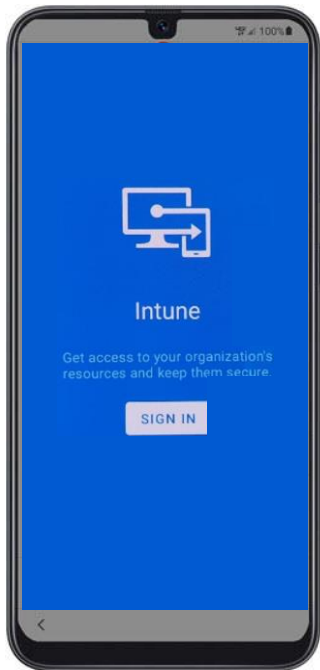 100%
Intune
Get access to your organization's
resources and keep them secure.
SIGN IN